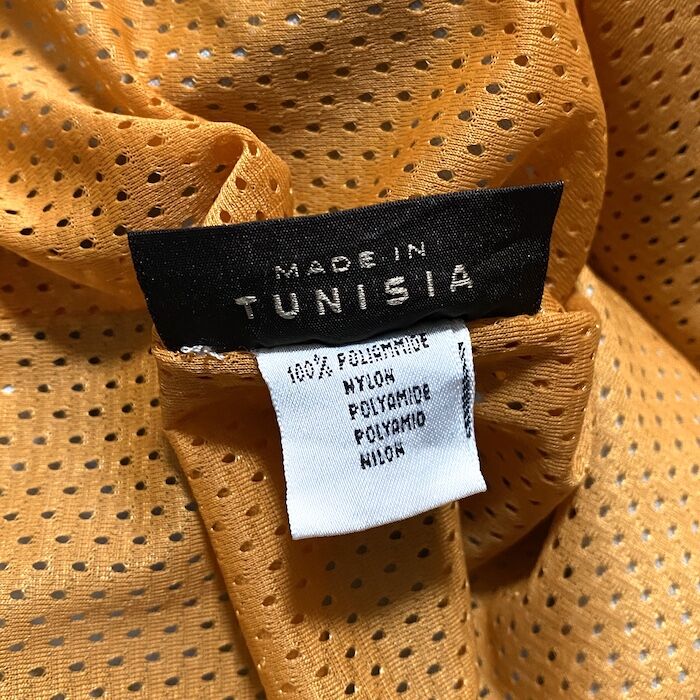 MADE IN
TUNISIA
100% POLIAMMIDE
NYLON
POLYAMIDE
POLYAMID
NILON